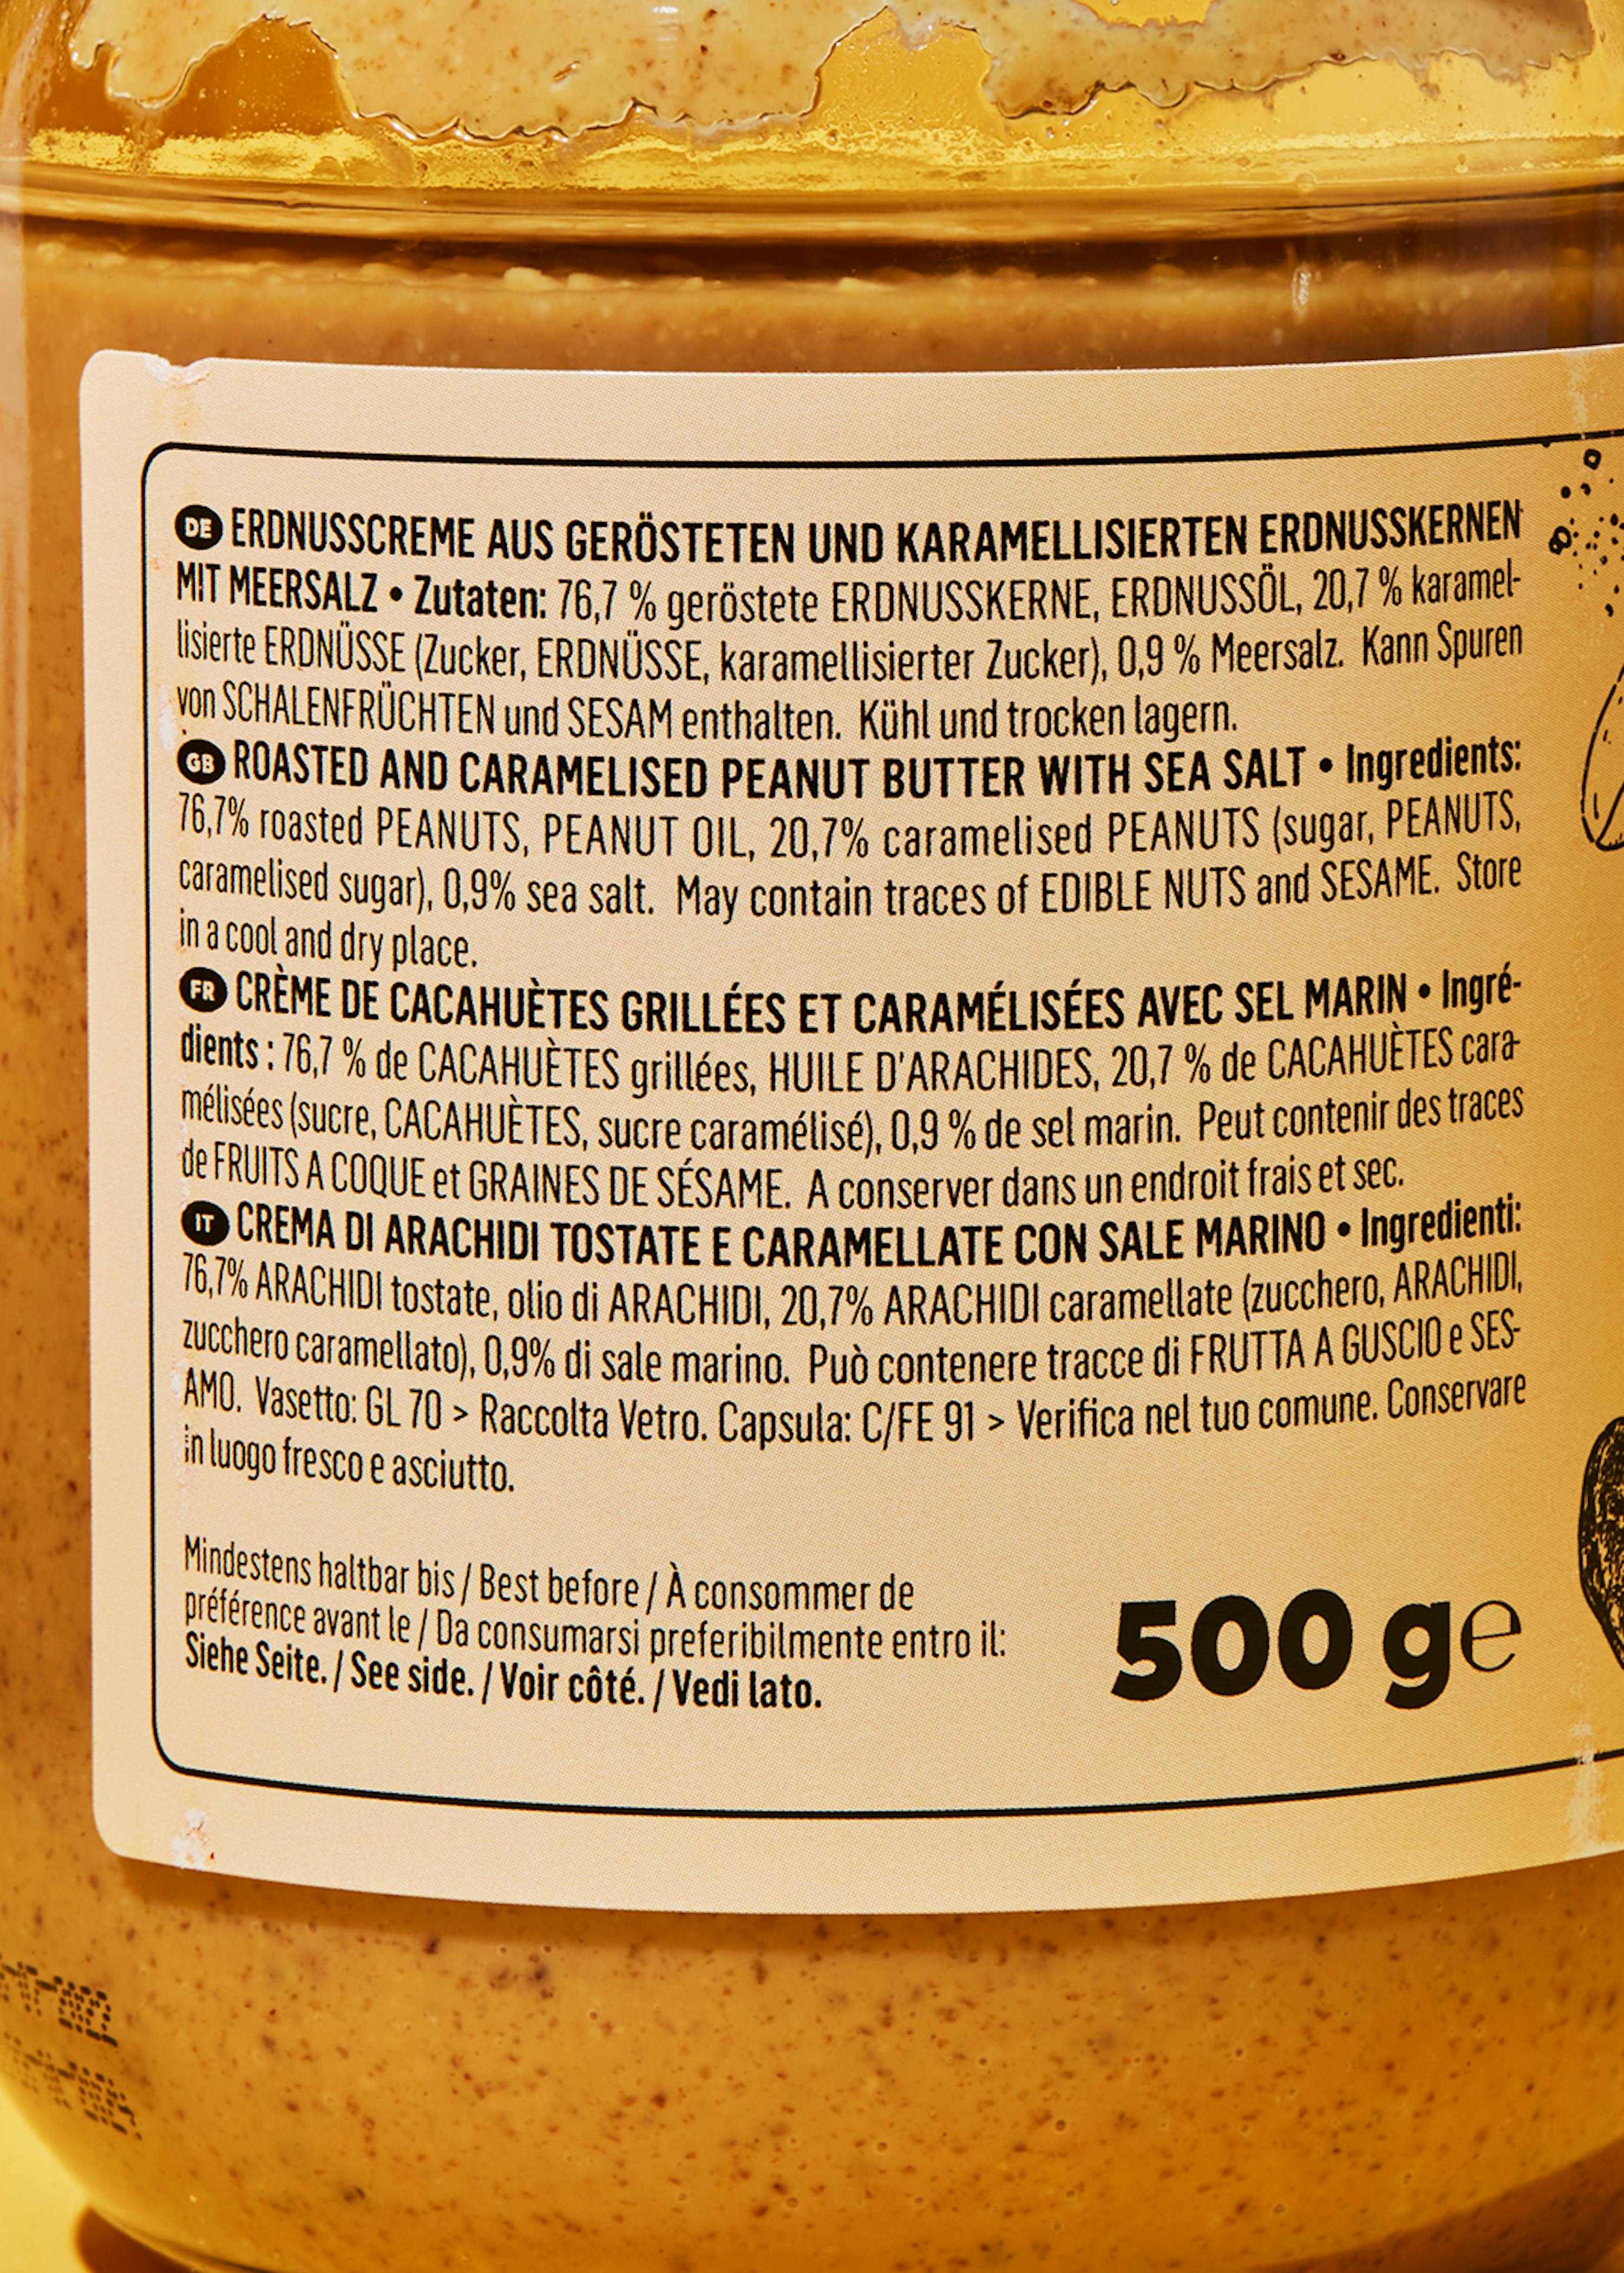 DE ERDNUSSCREME AUS GERÖSTETEN UND KARAMELLISIERTEN ERDNUSSKERNEN
MIT MEERSALZ • Zutaten: 76,7 % geröstete ERDNUSSKERNE, ERDNUSSÖL, 20,7 % karamel-
lisierte ERDNÜSSE (Zucker, ERDNÜSSE, karamellisierter Zucker), 0,9 % Meersalz. Kann Spuren
von SCHALENFRÜCHTEN und SESAM enthalten. Kühl und trocken lagern.
GB ROASTED AND CARAMELISED PEANUT BUTTER WITH SEA SALT • Ingredients:
76,7% roasted PEANUTS, PEANUT OIL, 20,7% caramelised PEANUTS (sugar, PEANUTS,
caramelised sugar), 0,9% sea salt. May contain traces of EDIBLE NUTS and SESAME. Store
in a cool and dry place.
FR CRÈME DE CACAHUÈTES GRILLÉES ET CARAMÉLISÉES AVEC SEL MARIN • Ingré-
dients : 76,7 % de CACAHUÈTES grillées, HUILE D'ARACHIDES, 20,7 % de CACAHUÈTES cara-
mélisées (sucre, CACAHUÈTES, sucre caramélisé), 0,9 % de sel marin. Peut contenir des traces
de FRUITS A COQUE et GRAINES DE SÉSAME. A conserver dans un endroit frais et sec.
IT CREMA DI ARACHIDI TOSTATE E CARAMELLATE CON SALE MARINO • Ingredienti:
76,7% ARACHIDI tostate, olio di ARACHIDI, 20,7% ARACHIDI caramellate (zucchero, ARACHIDI,
zucchero caramellato), 0,9% di sale marino. Può contenere tracce di FRUTTA A GUSCIO e SES-
AMO. Vasetto: GL 70 > Raccolta Vetro. Capsula: C/FE 91 > Verifica nel tuo comune. Conservare
in luogo fresco e asciutto.
Mindestens haltbar bis / Best before / À consommer de
préférence avant le / Da consumarsi preferibilmente entro il:
Siehe Seite. / See side. / Voir côté. / Vedi lato.
500 g e